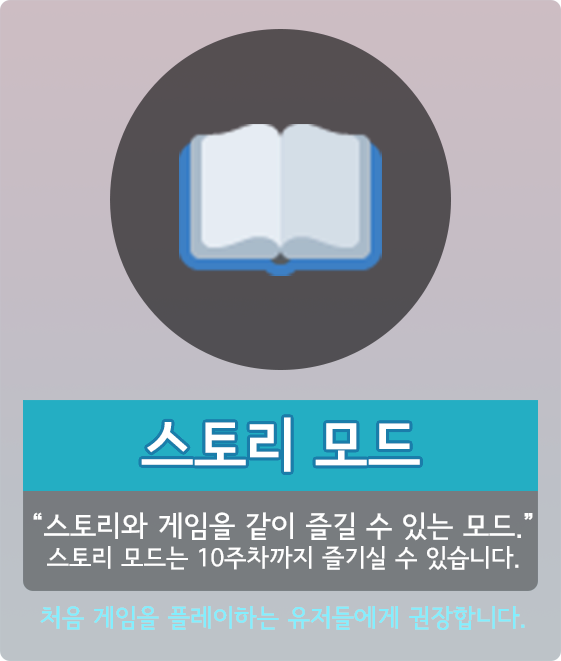 스토리 모드
“스토리와 게임을 같이 즐길 수 있는 모드.”
스토리 모드는 10주차까지 즐기실 수 있습니다.
처음 게임을 플레이하는 유저들에게 권장합니다.